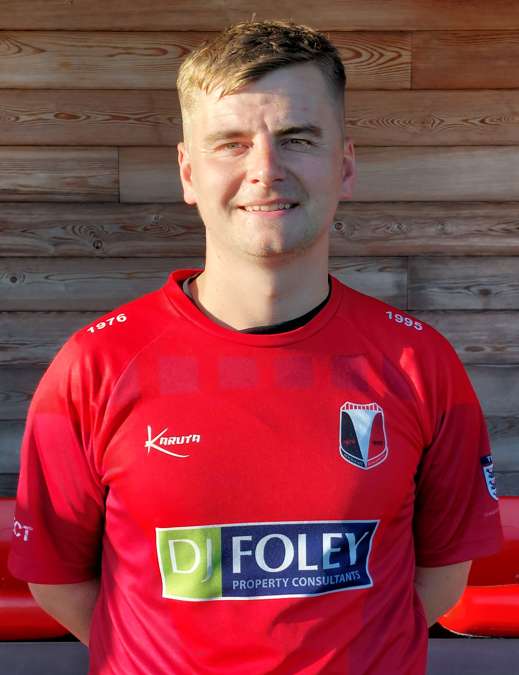 1976
1995
KARUTA
CT
DJ FOLEY
PROPERTY CONSULTANTS